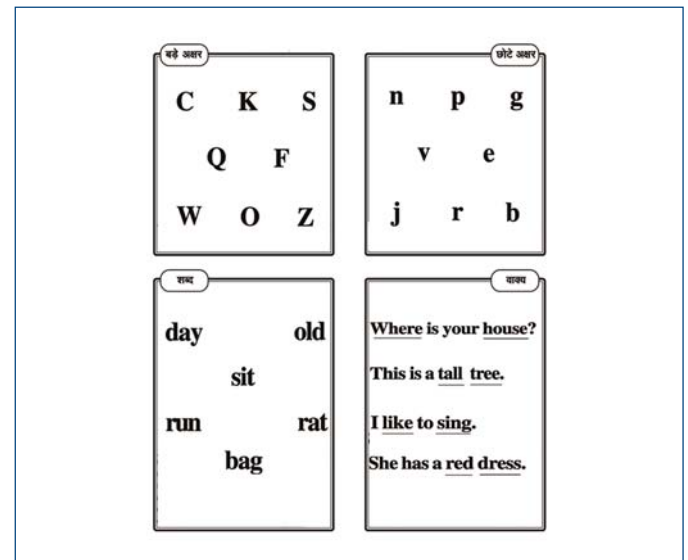 बड़े अक्षर
C K S
Q F
W O Z
छोटे अक्षर
n p g
v e
j r b
शब्द
day old
sit
run rat
bag
वाक्य
Where is your house?
This is a tall tree.
I like to sing.
She has a red dress.